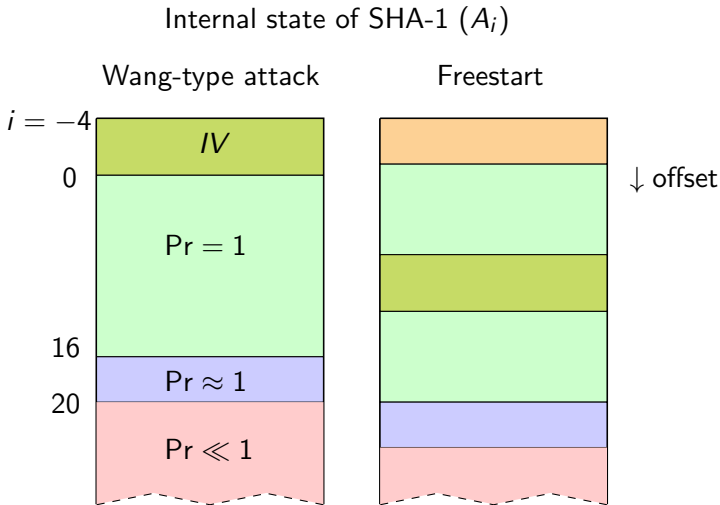 Internal state of SHA-1 (A_i)
Wang-type attack
Freestart
i = −4
IV
0
↓ offset
Pr = 1
16
Pr ≈ 1
20
Pr ≪ 1